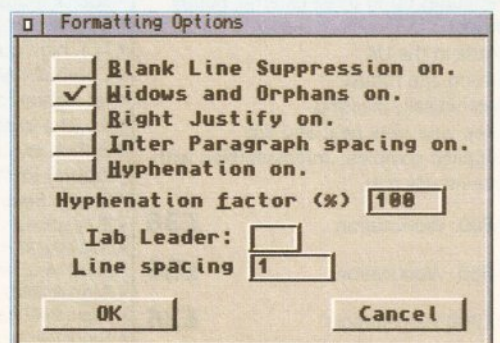 Formatting Options
Blank Line Suppression on.
Widows and Orphans on.
Right Justify on.
Inter Paragraph spacing on.
Hyphenation on.
Hyphenation factor (%) 100
Tab Leader:
Line spacing 1
OK Cancel